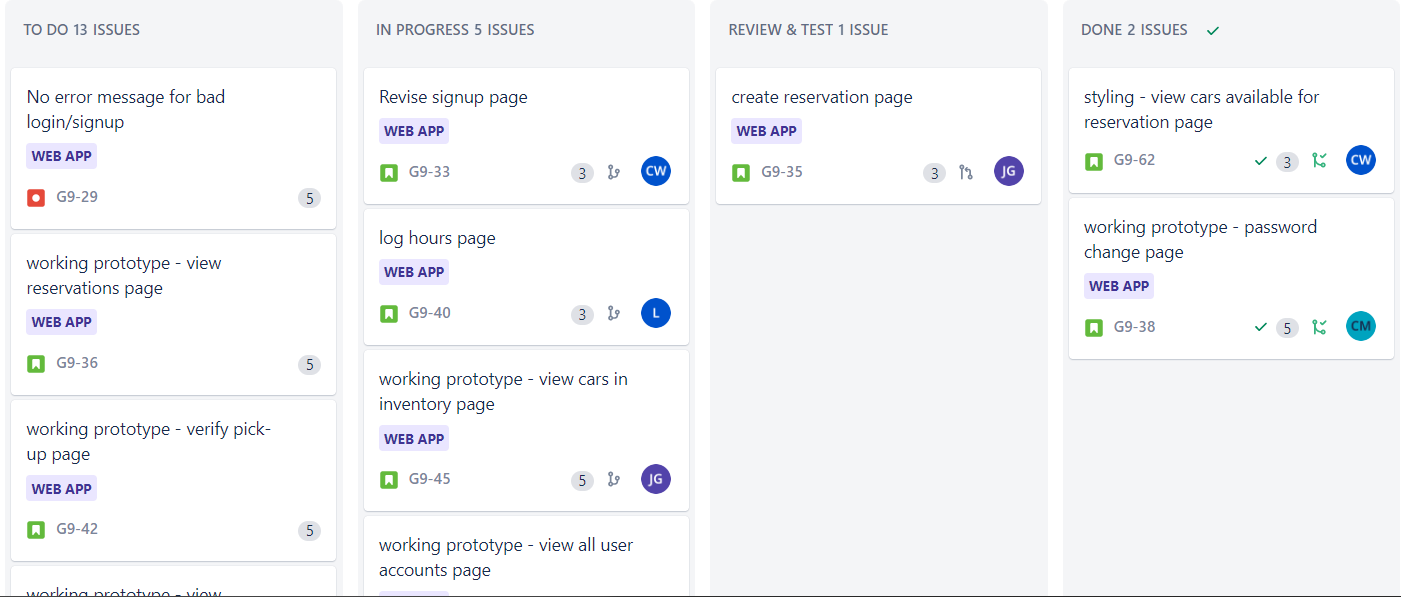 TO DO 13 ISSUES
No error message for bad
login/signup
WEB APP
G9-29 5
working prototype - view
reservations page
WEB APP
G9-36 5
working prototype - verify pick-
up page
WEB APP
G9-42 5
working prototype - view
IN PROGRESS 5 ISSUES
Revise signup page
WEB APP
G9-33 3 CW
log hours page
WEB APP
G9-40 3 L
working prototype - view cars in
inventory page
WEB APP
G9-45 5 JG
working prototype - view all user
accounts page
WEB APP
REVIEW & TEST 1 ISSUE
create reservation page
WEB APP
G9-35 3 JG
DONE 2 ISSUES
styling - view cars available for
reservation page
G9-62 3 CW
working prototype - password
change page
WEB APP
G9-38 5 CM